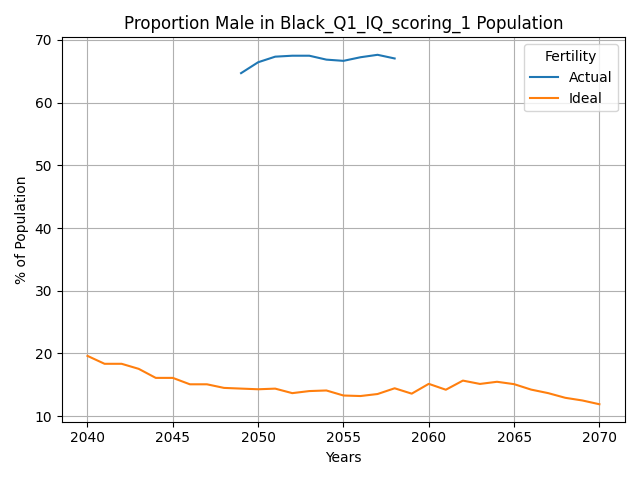 Proportion Male in Black_Q1_IQ_scoring_1 Population
% of Population
70
60
50
40
30
20
10
Fertility
Actual
Ideal
2040 2045 2050 2055 2060 2065 2070
Years